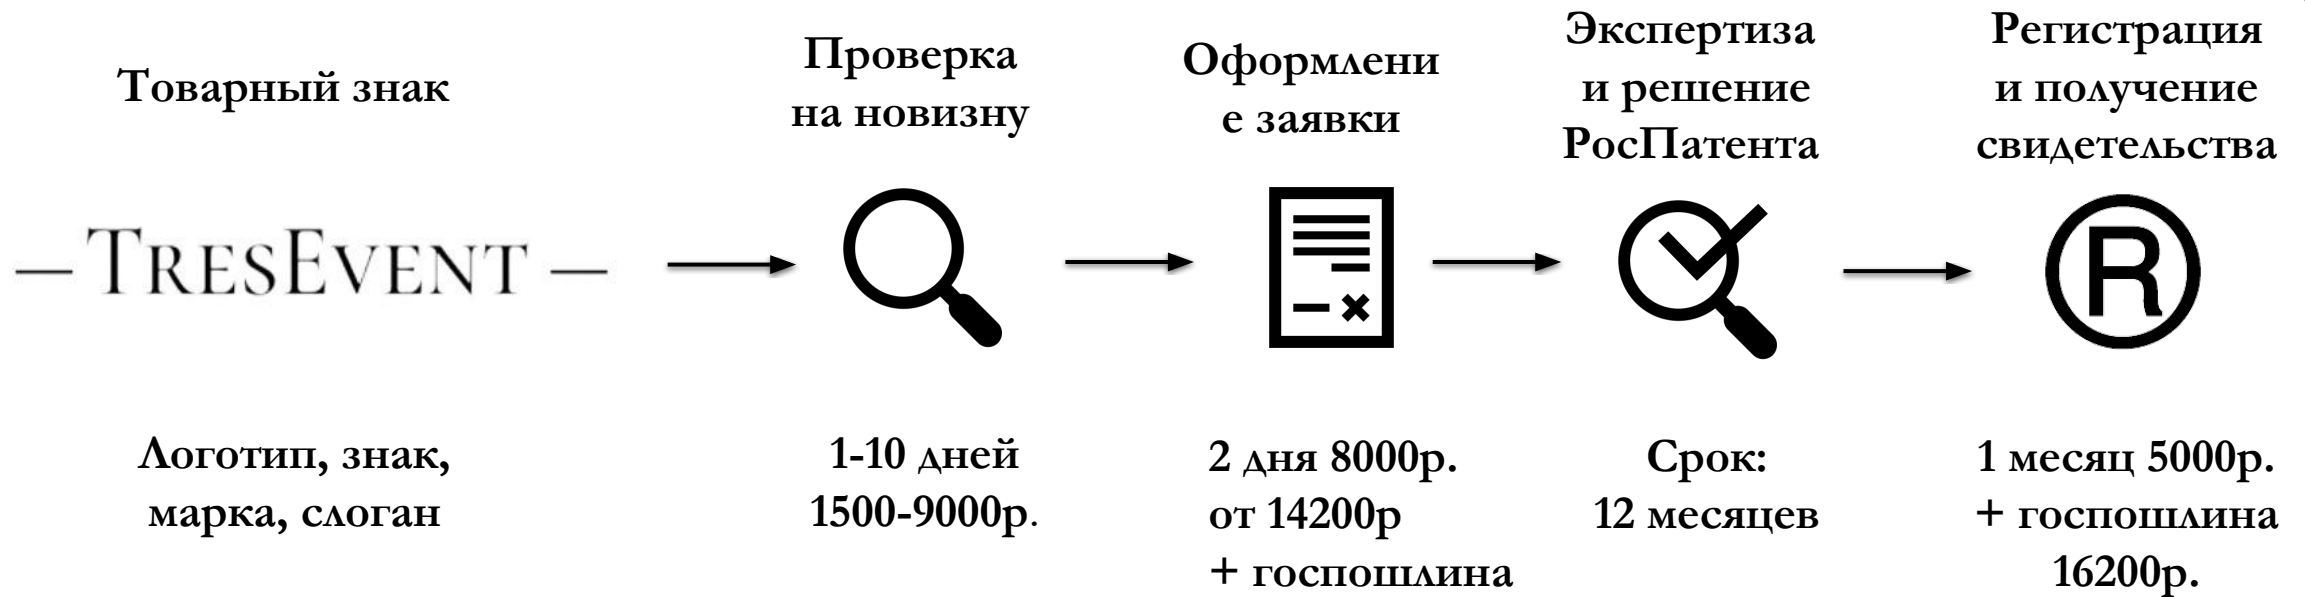 Товарный знак
— TRESEVENT —
Логотип, знак,
марка, слоган
Проверка
на новизну
1-10 дней
1500-9000р.
Оформлени
е заявки
2 дня 8000р.
от 14200р
+ госпошлина
Экспертиза
и решение
РосПатента
Срок:
12 месяцев
Регистрация
и получение
свидетельства
R
1 месяц 5000р.
+ госпошлина
16200р.